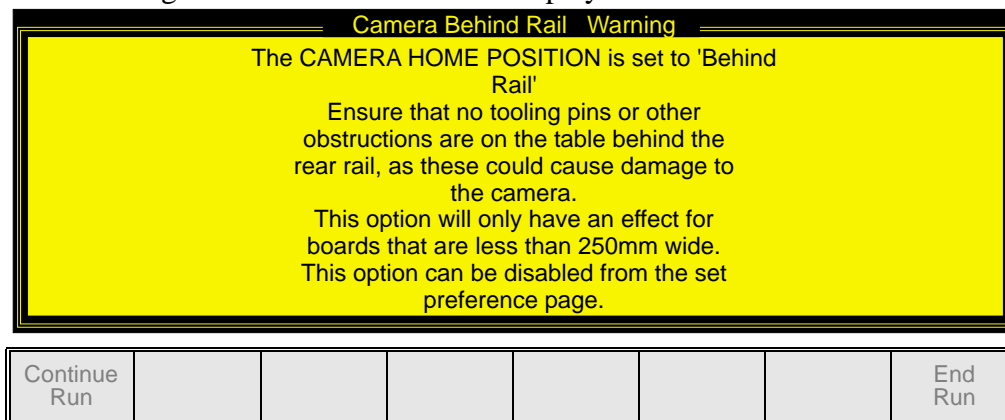 Camera Behind Rail Warning
The CAMERA HOME POSITION is set to 'Behind
Rail'
Ensure that no tooling pins or other
obstructions are on the table behind the
rear rail, as these could cause damage to
the camera.
This option will only have an effect for
boards that are less than 250mm wide.
This option can be disabled from the set
preference page.
Continue
Run
End
Run